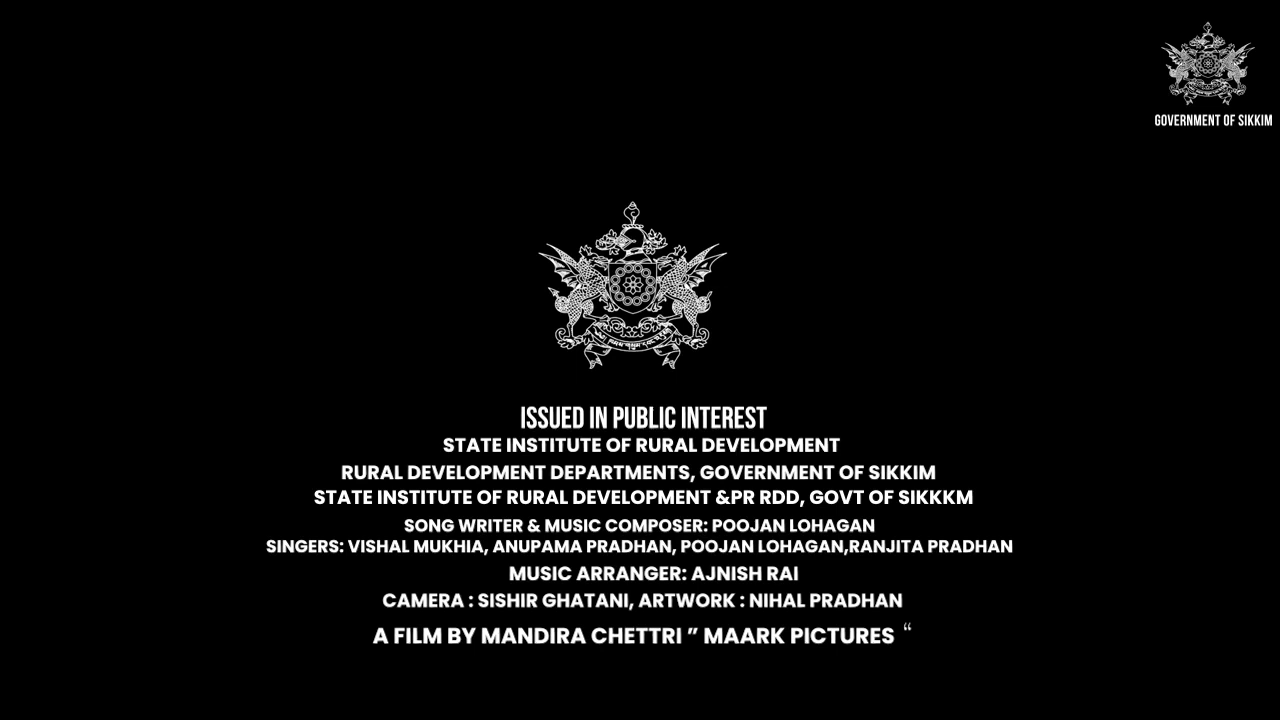 GOVERNMENT OF SIKKIM
ISSUED IN PUBLIC INTEREST
STATE INSTITUTE OF RURAL DEVELOPMENT
RURAL DEVELOPMENT DEPARTMENTS, GOVERNMENT OF SIKKIM
STATE INSTITUTE OF RURAL DEVELOPMENT &PR RDD, GOVT OF SIKKKM
SONG WRITER & MUSIC COMPOSER: POOJAN LOHAGAN
SINGERS: VISHAL MUKHIA, ANUPAMA PRADHAN, POOJAN LOHAGAN,RANJITA PRADHAN
MUSIC ARRANGER: AJNISH RAI
CAMERA : SISHIR GHATANI, ARTWORK : NIHAL PRADHAN
A FILM BY MANDIRA CHETTRI ” MAARK PICTURES “